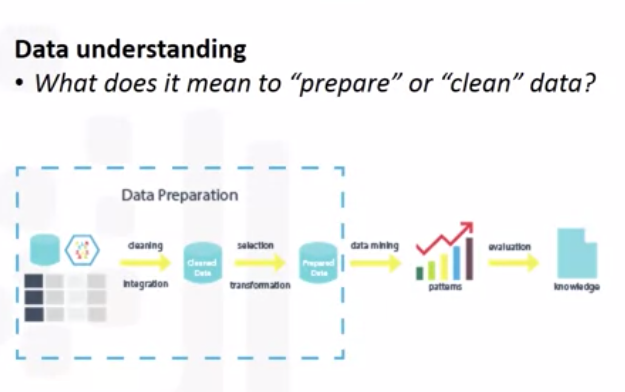 Data understanding
• What does it mean to “prepare” or “clean” data?
Data Preparation
cleaning
integration
Cleaned
Data
selection
transformation
Prepared
Data
data mining
patterns
evaluation
knowledge